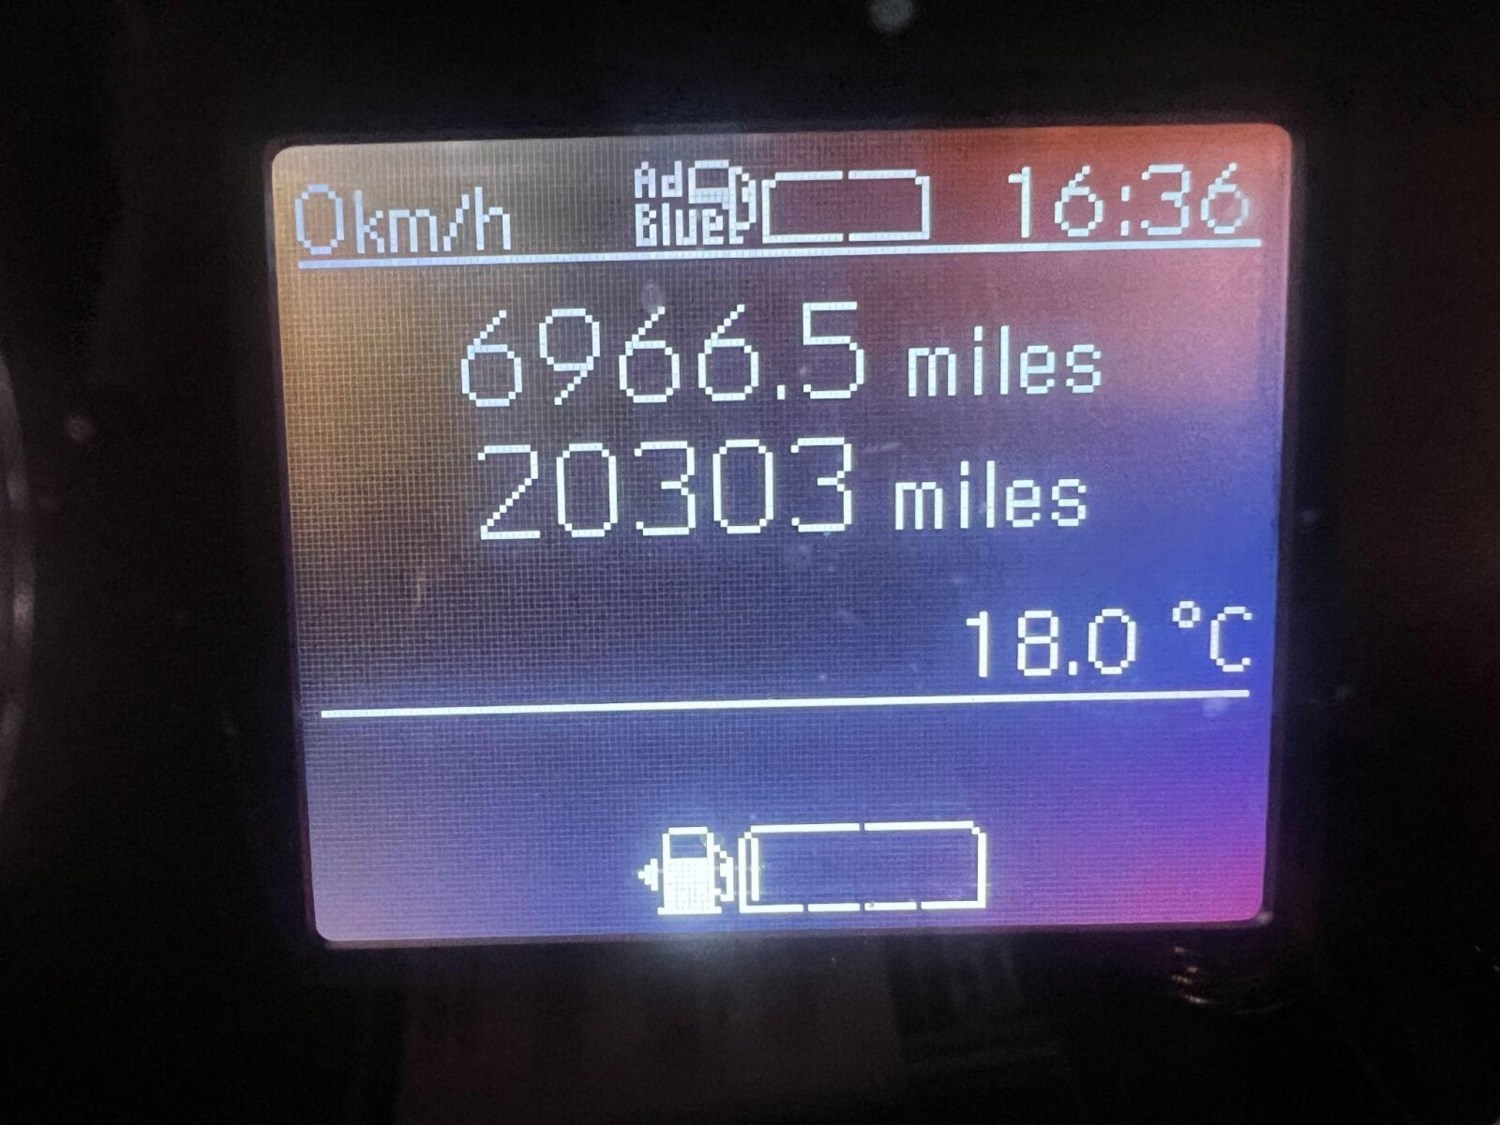 0km/h Ad Blue 16:36
6966.5 miles
20303 miles
18.0 °C